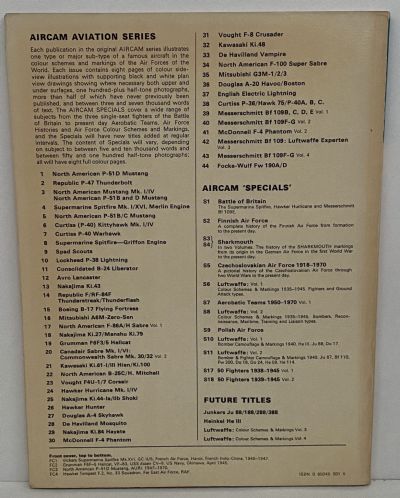 AIRCAM AVIATION SERIES
Each publication in the original AIRCAM series illustrates
one type or major sub-type of a famous aircraft in the
colour schemes and markings of the Air Forces of the
World. Each issue contains eight pages of colour side-
view illustrations with supporting black and white plan
view drawings showing where necessary both upper and
under surfaces, one hundred-plus half-tone photographs,
more than half of which have never previously been
published, and between three and seven thousand words
of text. The AIRCAM SPECIALS cover a wide range of
subjects from the three single-seat fighters of the Battle
of Britain to present day Aerobatic Teams, Air Force
Histories and Air Force Colour Schemes and Markings,
and the Specials will have new titles added at regular
intervals. The content of Specials will vary, depending
on subject to between five and ten thousand words and
between fifty and one hundred half-tone photographs;
all will have eight full colour pages.
1 North American P-51D Mustang
2 Republic P-47 Thunderbolt
3 North American Mustang Mk. I/IV
North American P-51B and D Mustang
4 Supermarine Spitfire Mk. I/XVI, Merlin Engine
5 North American P-51B/C Mustang
6 Curtiss (P-40) Kittyhawk Mk. I/IV
7 Curtiss P-40 Warhawk
8 Supermarine Spitfire—Griffon Engine
9 Spad Scouts
10 Lockheed P-38 Lightning
11 Consolidated B-24 Liberator
12 Avro Lancaster
13 Nakajima Ki.43
14 Republic F/RF-84F
Thunderstreak/Thunderflash
15 Boeing B-17 Flying Fortress
16 Mitsubishi A6M-Zero-Sen
17 North American F-86A/H Sabre Vol. 1
18 Nakajima Ki.27/Manshu Ki.79
19 Grumman F6F3/5 Hellcat
20 Canadair Sabre Mk. I/VI:
Commonwealth Sabre Mk. 30/32 Vol. 2
21 Kawasaki Ki.61-I/III Hien/Ki.100
22 North American B-25C/H. Mitchell
23 Vought F4U-1/7 Corsair
24 Hawker Hurricane Mk. I/IV
25 Nakajima Ki.44-Ia/IIb Shoki
26 Hawker Hunter
27 Douglas A-4 Skyhawk
28 De Havilland Mosquito
29 Nakajima Ki.84 Hayate
30 McDonnell F-4 Phantom
Front cover, top to bottom.
31 Vought F-8 Crusader
32 Kawasaki Ki.48
33 De Havilland Vampire
34 North American F-100 Super Sabre
35 Mitsubishi G3M-1/2/3
36 Douglas A-20 Havoc/Boston
37 English Electric Lightning
38 Curtiss P-36/Hawk 75/P-40A, B, C.
39 Messerschmitt Bf 109B, C, D, E Vol. 1
40 Messerschmitt Bf 109F-G Vol. 2
41 McDonnell F-4 Phantom Vol. 2
42 Messerschmitt Bf 109: Luftwaffe Experten
Vol. 3
43 Messerschmitt Bf 109F-G Vol. 4
44 Focke-Wulf Fw 190A/D
AIRCAM 'SPECIALS'
S1 Battle of Britain
The Supermarine Spitfire, Hawker Hurricane and Messerschmitt
Bf 109E.
S2 Finnish Air Force
A complete history of the Finnish Air Force from formation
to the present day.
S3
S4 Sharkmouth
In two Volumes. The history of the SHARKMOUTH markings
from its origin in the German Air Force in the first World War
to the present day.
S5 Czechoslovakian Air Force 1918-1970
A pictorial history of the Czechoslovakian Air Force through
two World Wars to the present day.
S6 Luftwaffe: Vol. 1
Colour Schemes & Markings 1935-1945. Fighters and Ground
Attack types.
S7 Aerobatic Teams 1950-1970 Vol. 1
S8 Luftwaffe: Vol. 2
Colour Schemes & Markings 1935-1945. Bombers, Recon-
naissance, Maritime, Training and Liaison types.
S9 Polish Air Force
S10 Luftwaffe: Vol. 1
Bomber Camouflage & Markings 1940. He III, Ju 88, Do 17
S11 Luftwaffe: Vol. 2
Bomber & Fighter Camouflage & Markings 1940.
S17 50 Fighters 1938-1945 Vol. 1
S18 50 Fighters 1939-1945 Vol. 2
FUTURE TITLES
Junkers Ju 88/188/288/388
Heinkel He III
Luftwaffe: Colour Schemes & Markings Vol. 3
Luftwaffe: Colour Schemes & Markings Vol. 4